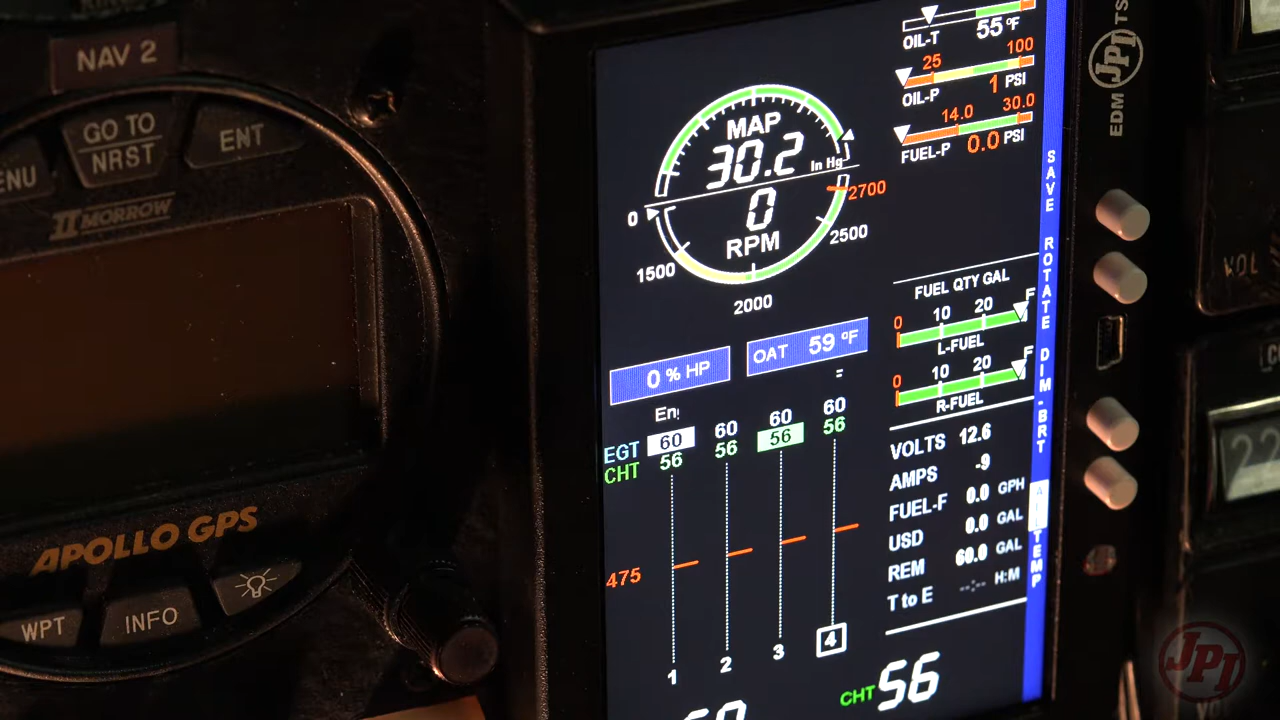 NAV 2
GO TO
NRST
ENT
ENU
II MORROW
APOLLO GPS
WPT
INFO
MAP
30.2
In Hg
0
0
RPM
2700
2500
2000
1500
0 % HP
OAT 59 °F
=
EGT 60 60 60 60
CHT 56 56 56 56
475
1 2 3 4
CHT 56
OIL-T 55 °F
25 100
OIL-P 1 PSI
14.0 30.0
FUEL-P 0.0 PSI
FUEL QTY GAL
0 10 20 F
L-FUEL
0 10 20 F
R-FUEL
VOLTS 12.6
AMPS -9
FUEL-F 0.0 GPH
USD 0.0 GAL
REM 60.0 GAL
T to E --:-- H:M
SAVE
ROTATE
DIM-BRT
TEMP
EDM JPI TS
VOL
22
JPI